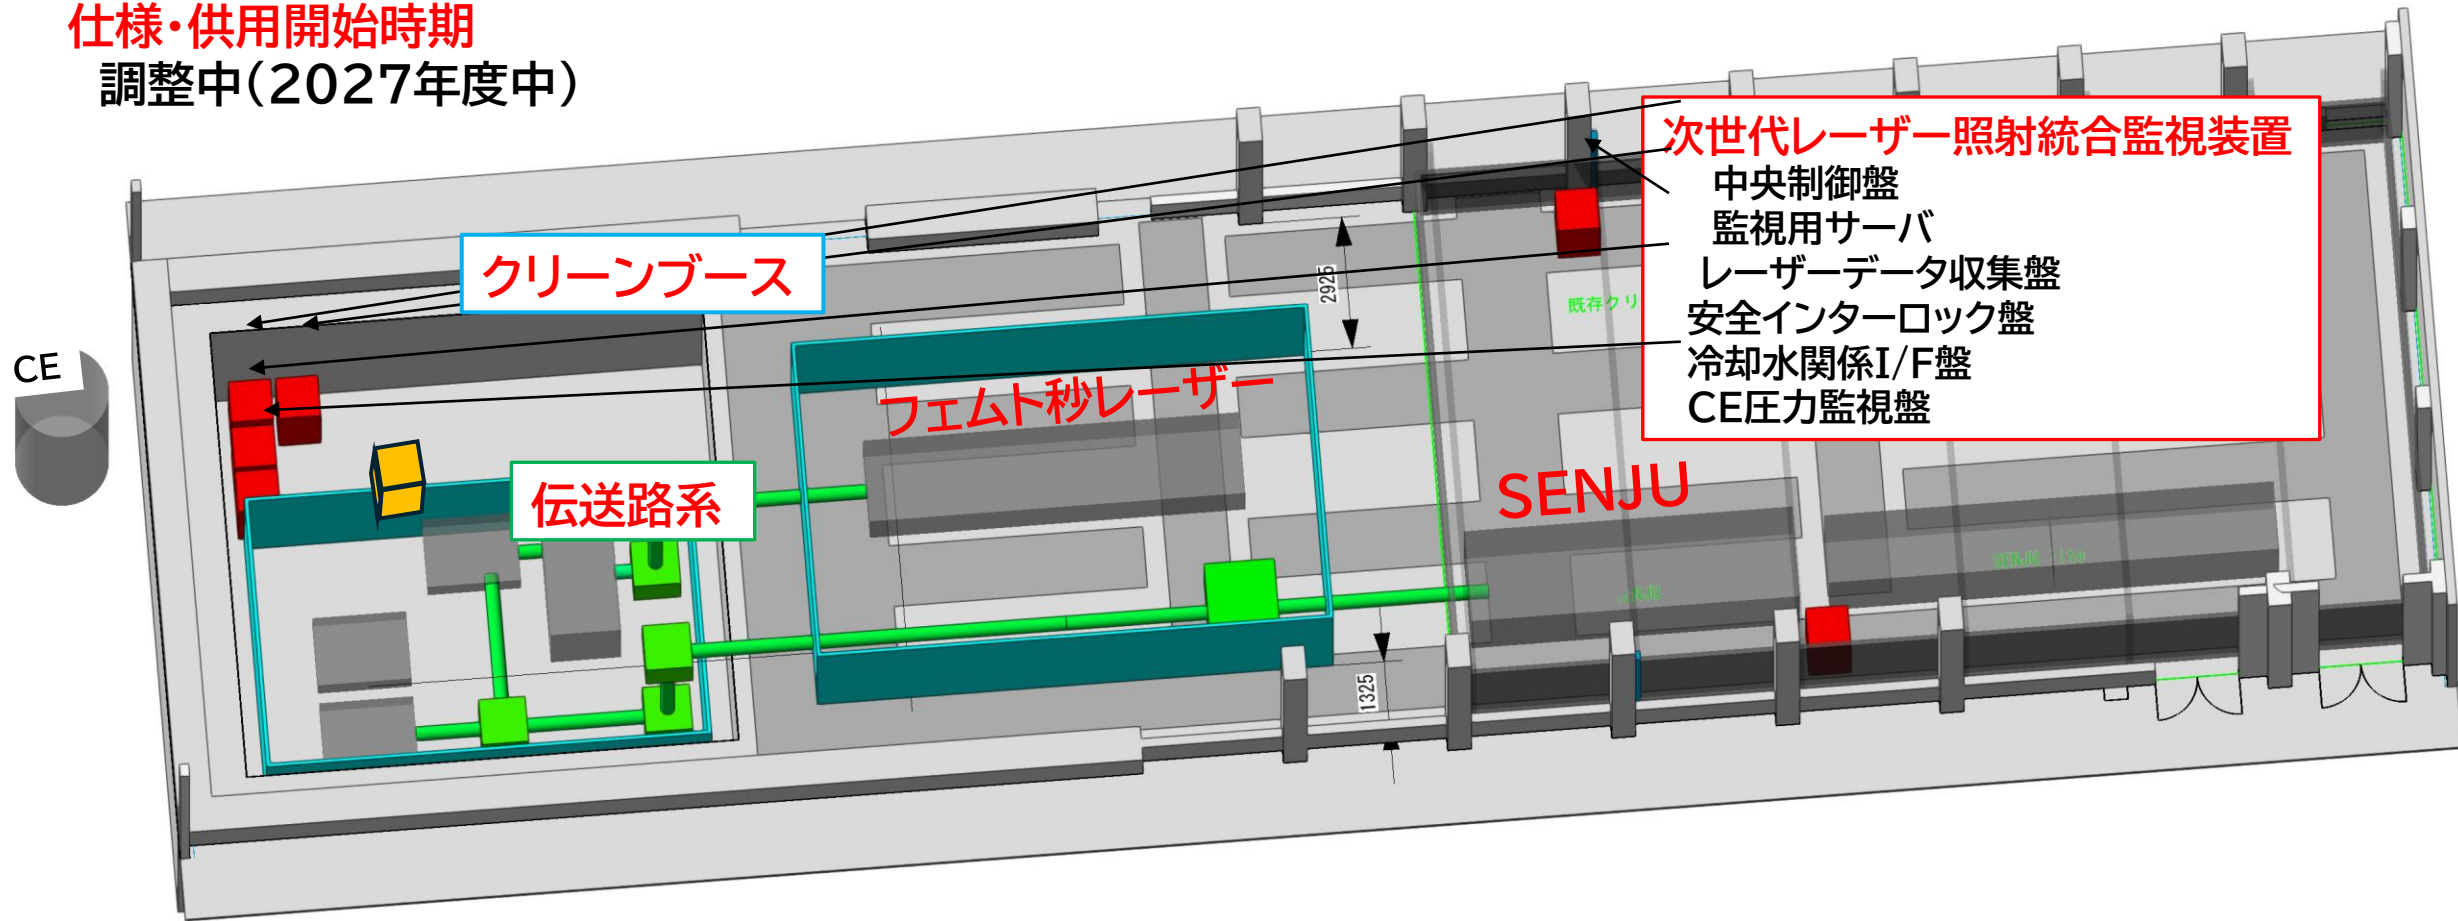 仕様・供用開始時期
調整中(2027年度中)
次世代レーザー照射統合監視装置
中央制御盤
監視用サーバ
レーザーデータ収集盤
安全インターロック盤
冷却水関係I/F盤
CE圧力監視盤
クリーンブース
2925
既存クリ
CE
フェムト秒レーザー
伝送路系
SENJU
SENJU lite
1325